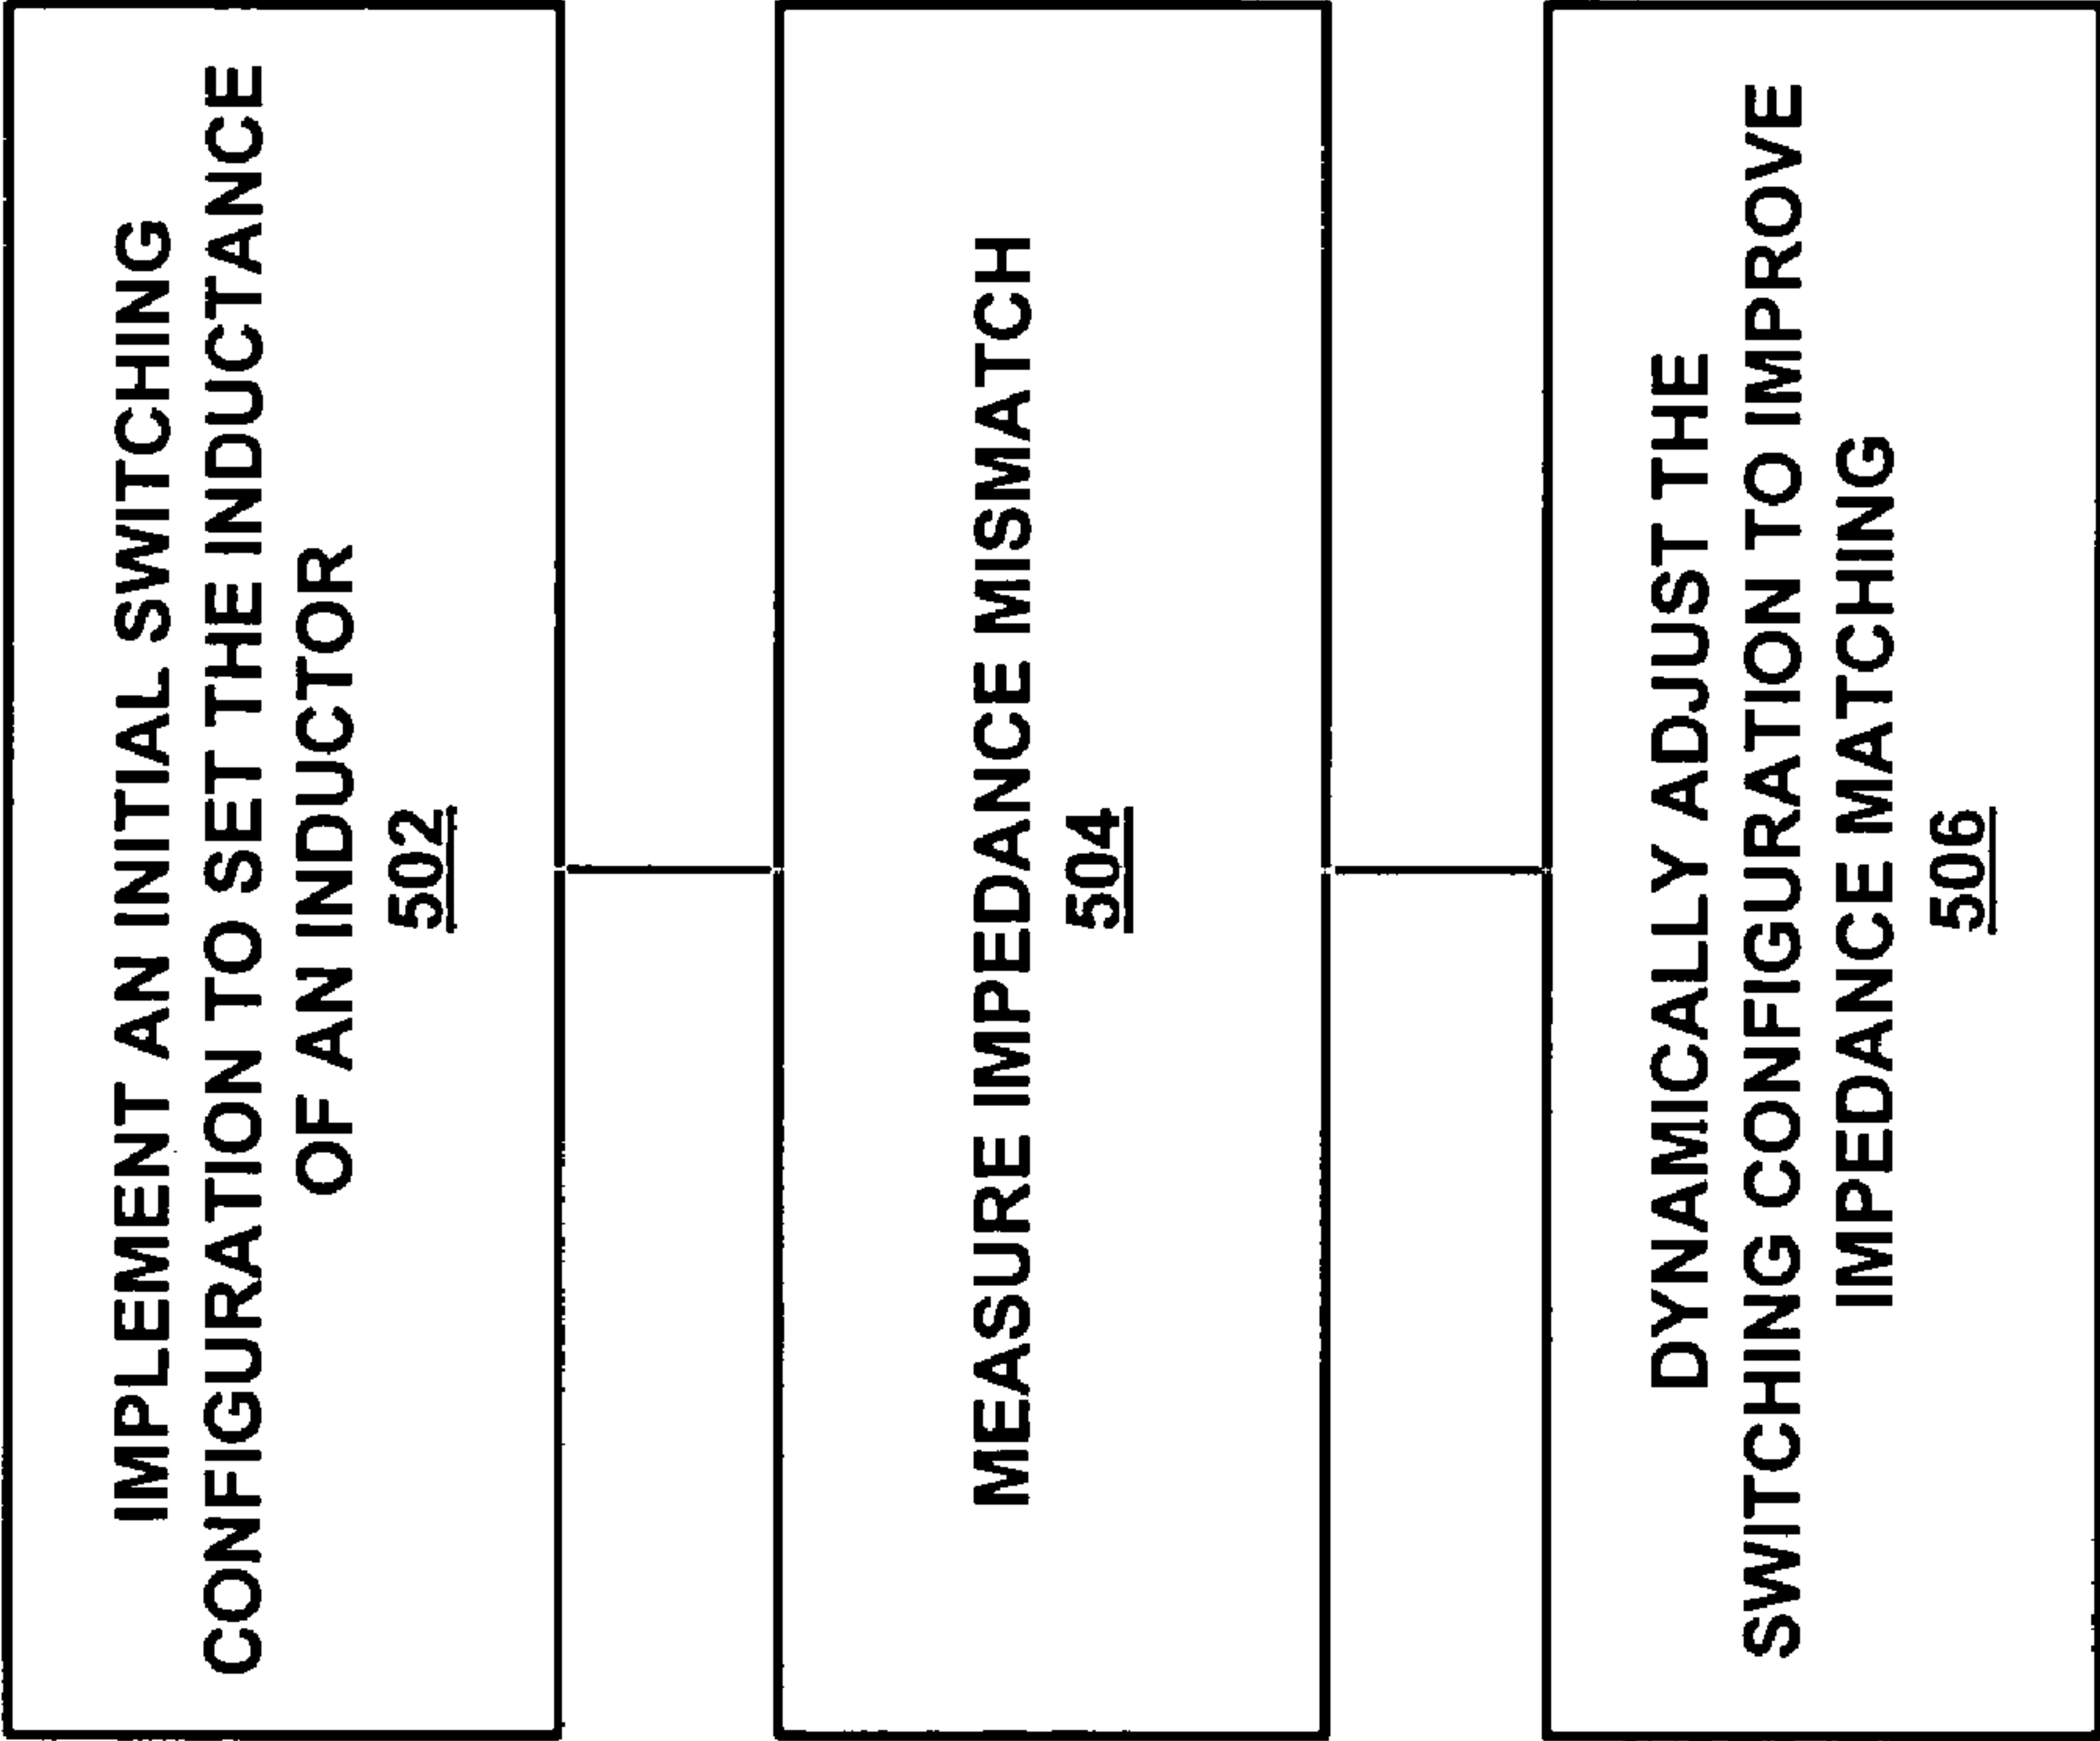 IMPLEMENT AN INITIAL SWITCHING
CONFIGURATION TO SET THE INDUCTANCE
OF AN INDUCTOR
502
MEASURE IMPEDANCE MISMATCH
504
DYNAMICALLY ADJUST THE
SWITCHING CONFIGURATION TO IMPROVE
IMPEDANCE MATCHING
506